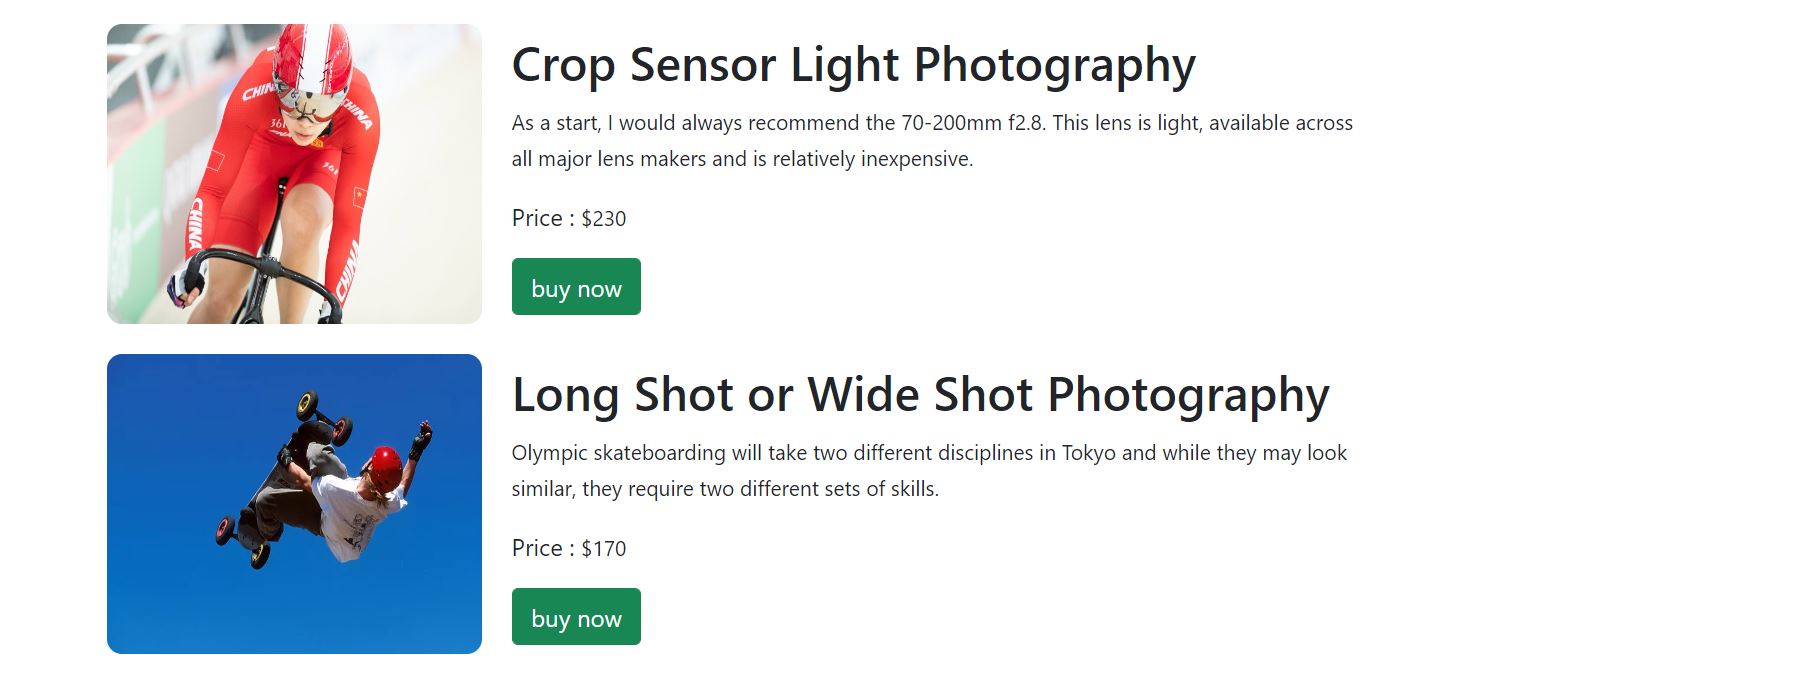 CHINA
CHINA
361
CHINA
361
CHINA
CHINA
Crop Sensor Light Photography
As a start, I would always recommend the 70-200mm f2.8. This lens is light, available across
all major lens makers and is relatively inexpensive.
Price : $230
buy now
Long Shot or Wide Shot Photography
Olympic skateboarding will take two different disciplines in Tokyo and while they may look
similar, they require two different sets of skills.
Price : $170
buy now